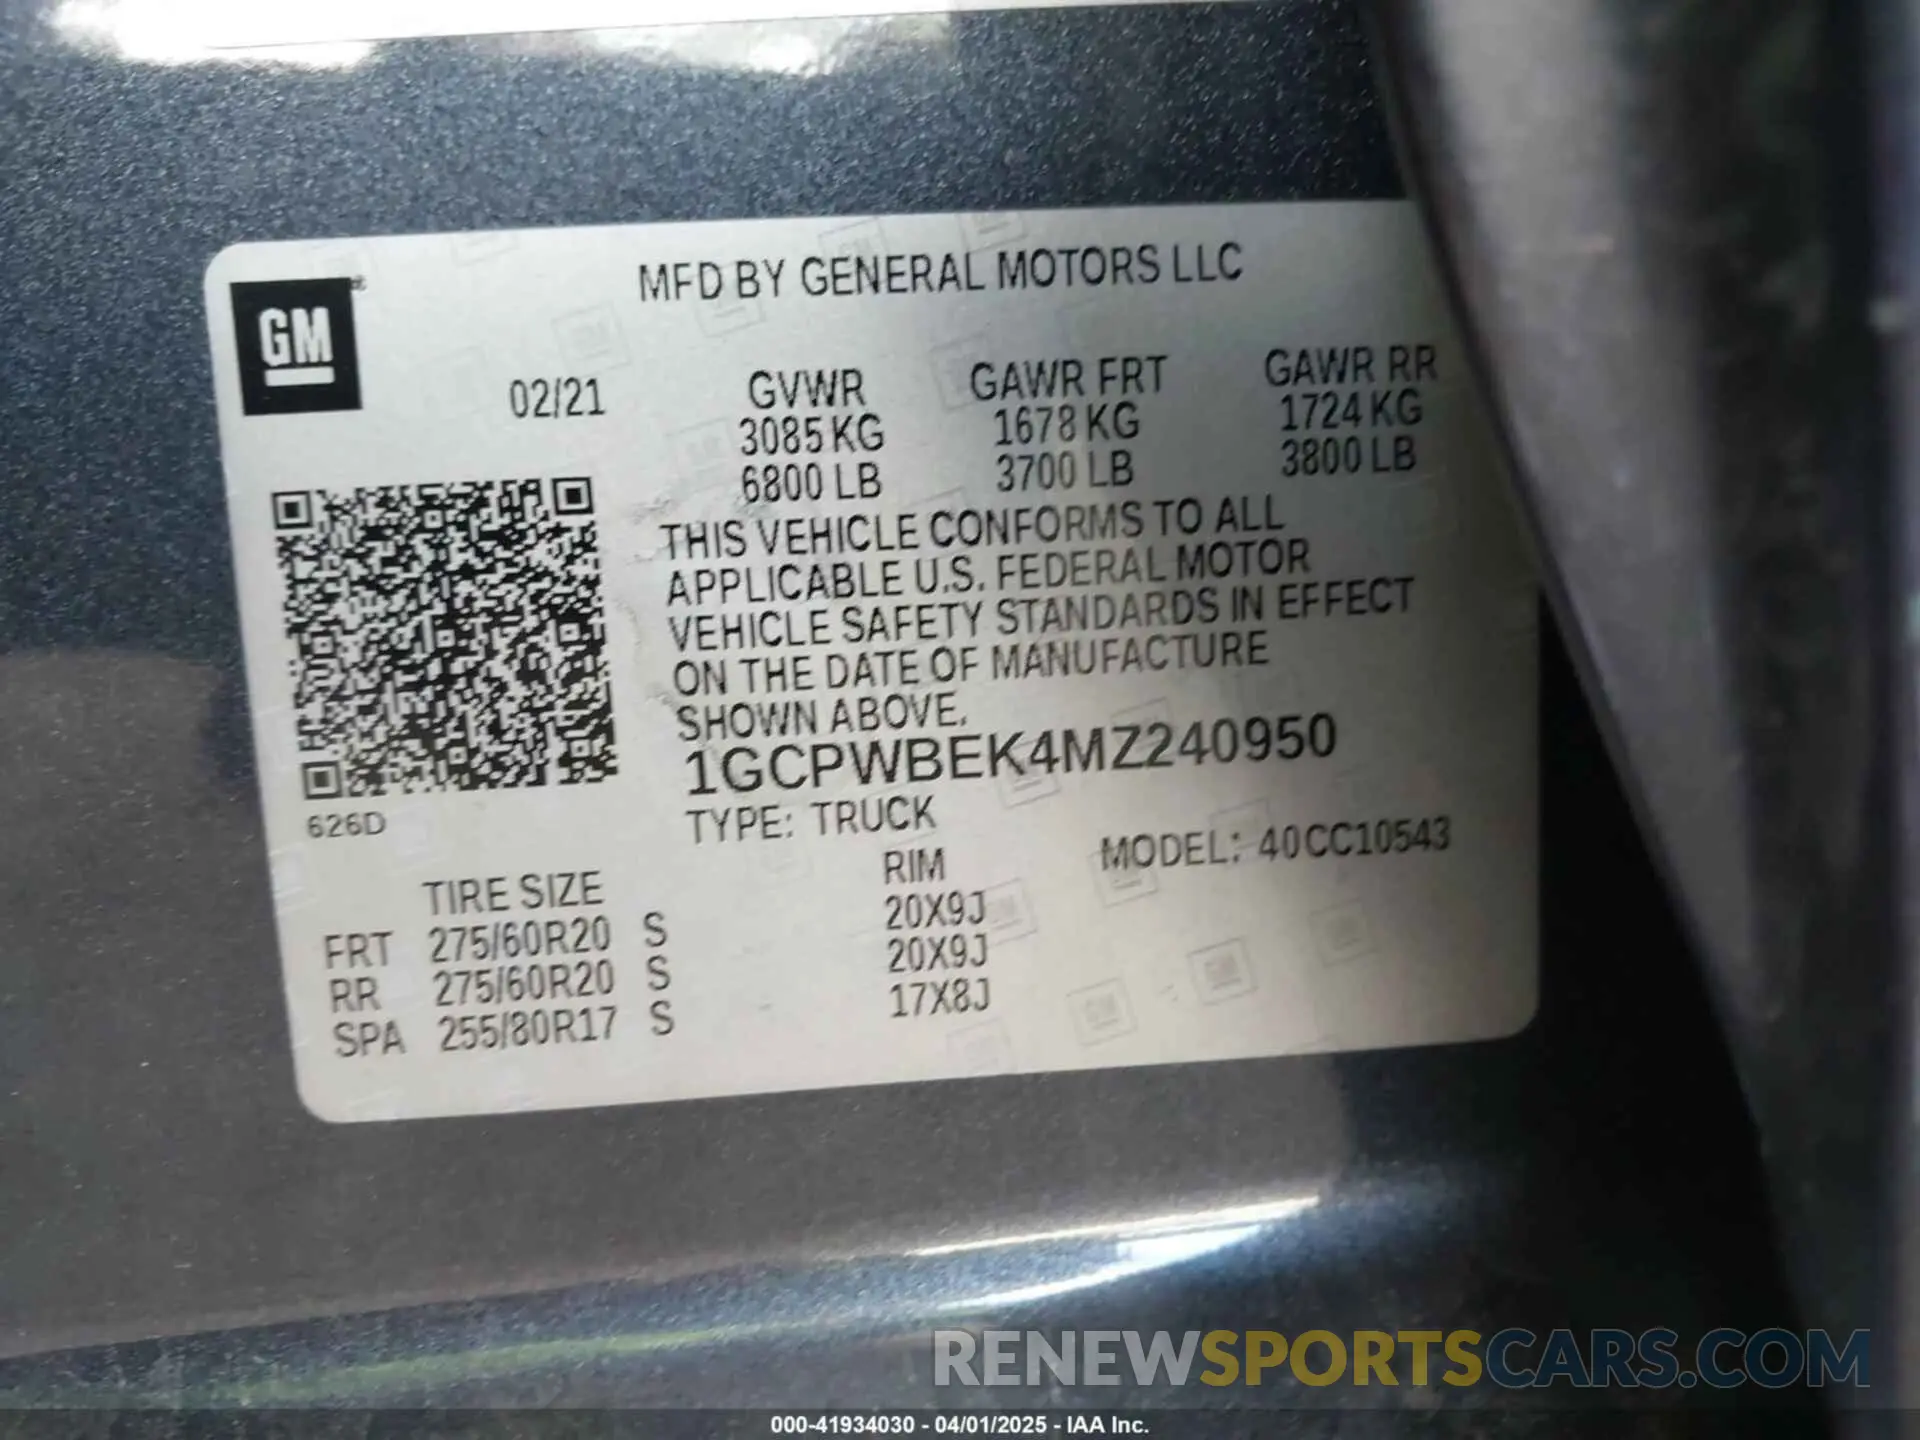 MFD BY GENERAL MOTORS LLC
GM
02/21 GVWR GAWR FRT GAWR RR
3085 KG 1678 KG 1724 KG
6800 LB 3700 LB 3800 LB
THIS VEHICLE CONFORMS TO ALL
APPLICABLE U.S. FEDERAL MOTOR
VEHICLE SAFETY STANDARDS IN EFFECT
ON THE DATE OF MANUFACTURE
SHOWN ABOVE.
1GCPWBEK4MZ240950
626D
TYPE: TRUCK
MODEL: 40CC10543
TIRE SIZE RIM
FRT 275/60R20 S 20X9J
RR 275/60R20 S 20X9J
SPA 255/80R17 S 17X8J
RENEWSPORTSCARS.COM
000-41934030 - 04/01/2025 - IAA Inc.